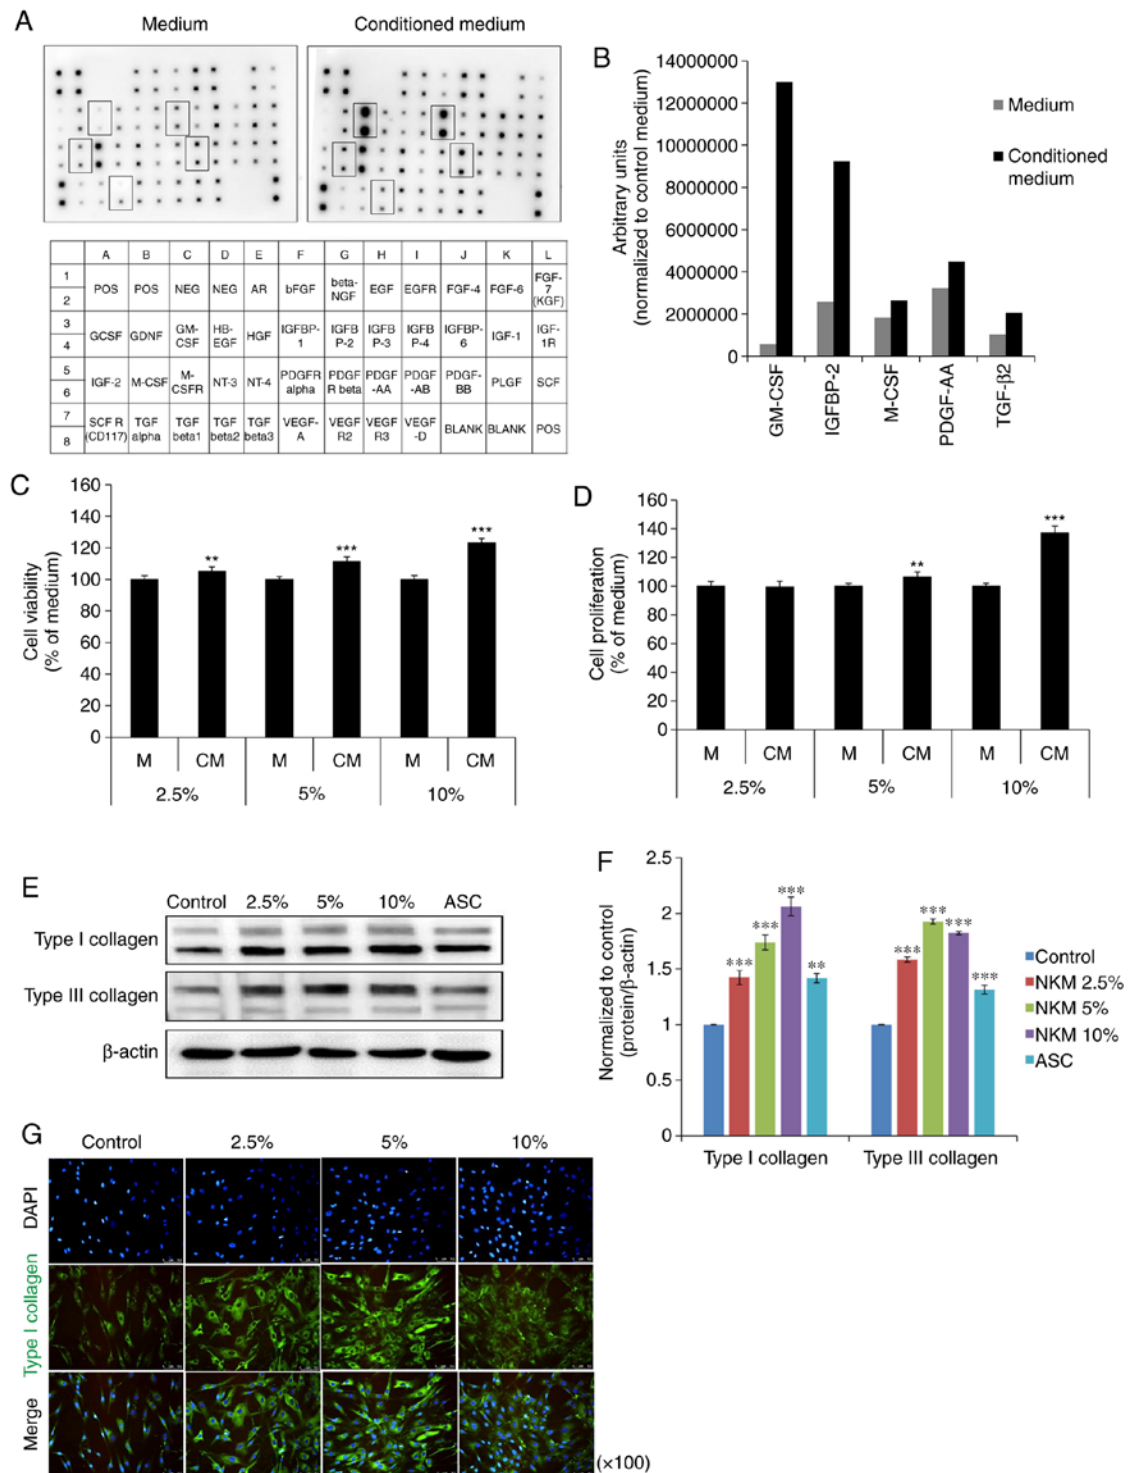 A
Medium
Conditioned medium
A B C D E F G H I J K L
1
2
POS POS NEG NEG AR bFGF beta-NGF EGF EGFR FGF-4 FGF-6 FGF-7 (KGF)
3
4
GCSF GDNF GM-CSF HB-EGF HGF IGFBP-1 IGFB P-2 IGFB P-3 IGFB P-4 IGFBP-6 IGF-1 IGF-1R
5
6
IGF-2 M-CSF M-CSFR NT-3 NT-4 PDGFR alpha PDGF R beta PDGF -AA PDGF- AB PDGF-BB PLGF SCF
7
8
SCF R (CD117) TGF alpha TGF beta1 TGF beta2 TGF beta3 VEGF-A VEGF R2 VEGF R3 VEGF -D BLANK BLANK POS
B
Arbitrary units
(normalized to control medium)
14000000
12000000
10000000
8000000
6000000
4000000
2000000
0
GM-CSF
IGFBP-2
M-CSF
PDGF-AA
TGF-β2
Medium
Conditioned
medium
C
Cell viability
(% of medium)
160
140
120
100
80
60
40
20
0
**
***
***
M CM M CM M CM
2.5% 5% 10%
D
Cell proliferation
(% of medium)
160
140
120
100
80
60
40
20
0
**
***
M CM M CM M CM
2.5% 5% 10%
E
Control 2.5% 5% 10% ASC
Type I collagen
Type III collagen
β-actin
F
Normalized to control
(protein/β-actin)
2.5
2
1.5
1
0.5
0
*** *** *** **
*** *** *** ***
Type I collagen Type III collagen
Control
NKM 2.5%
NKM 5%
NKM 10%
ASC
G
Control 2.5% 5% 10%
DAPI
Type I collagen
Merge
(×100)